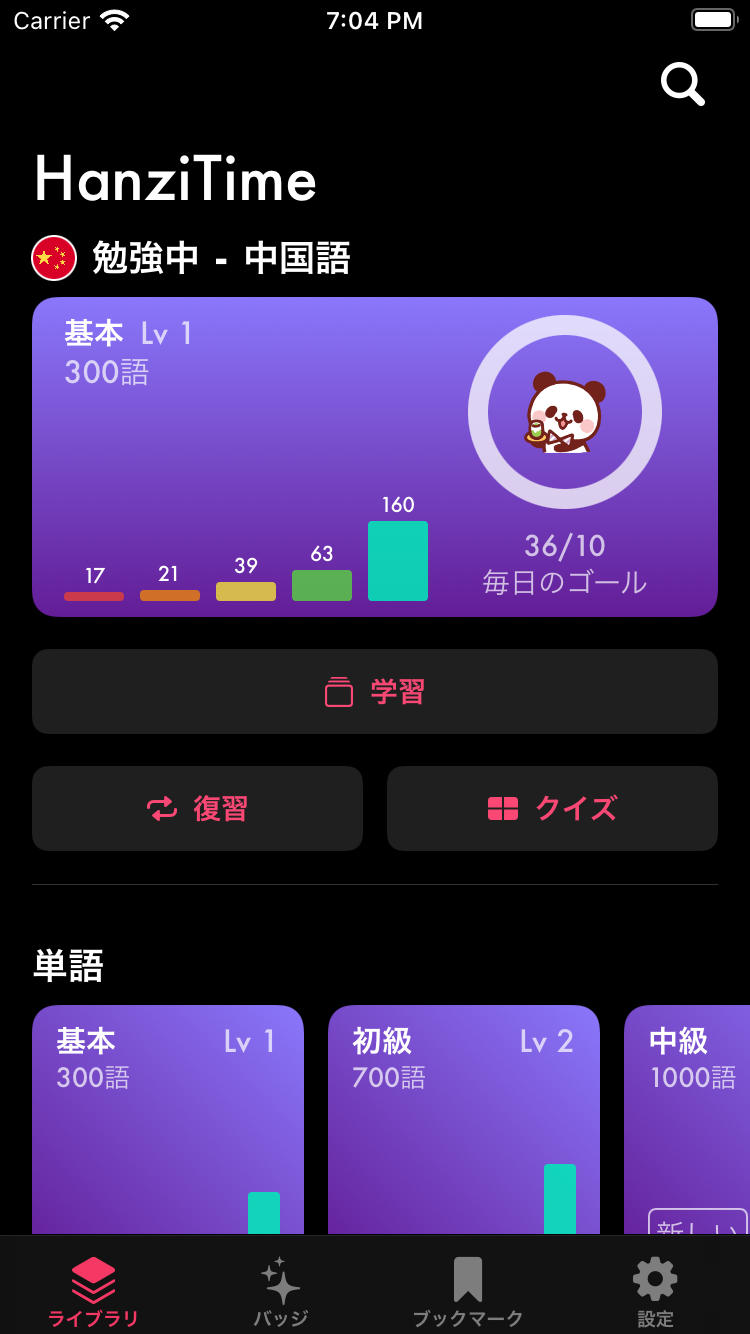 Carrier 7:04 PM
HanziTime
勉強中 - 中国語
基本 Lv 1
300語
17 21 39 63 160
36/10
毎日のゴール
学習
復習 クイズ
単語
基本 Lv 1 初級 Lv 2 中級
300語 700語 1000語
新しい
ライブラリ バッジ ブックマーク 設定